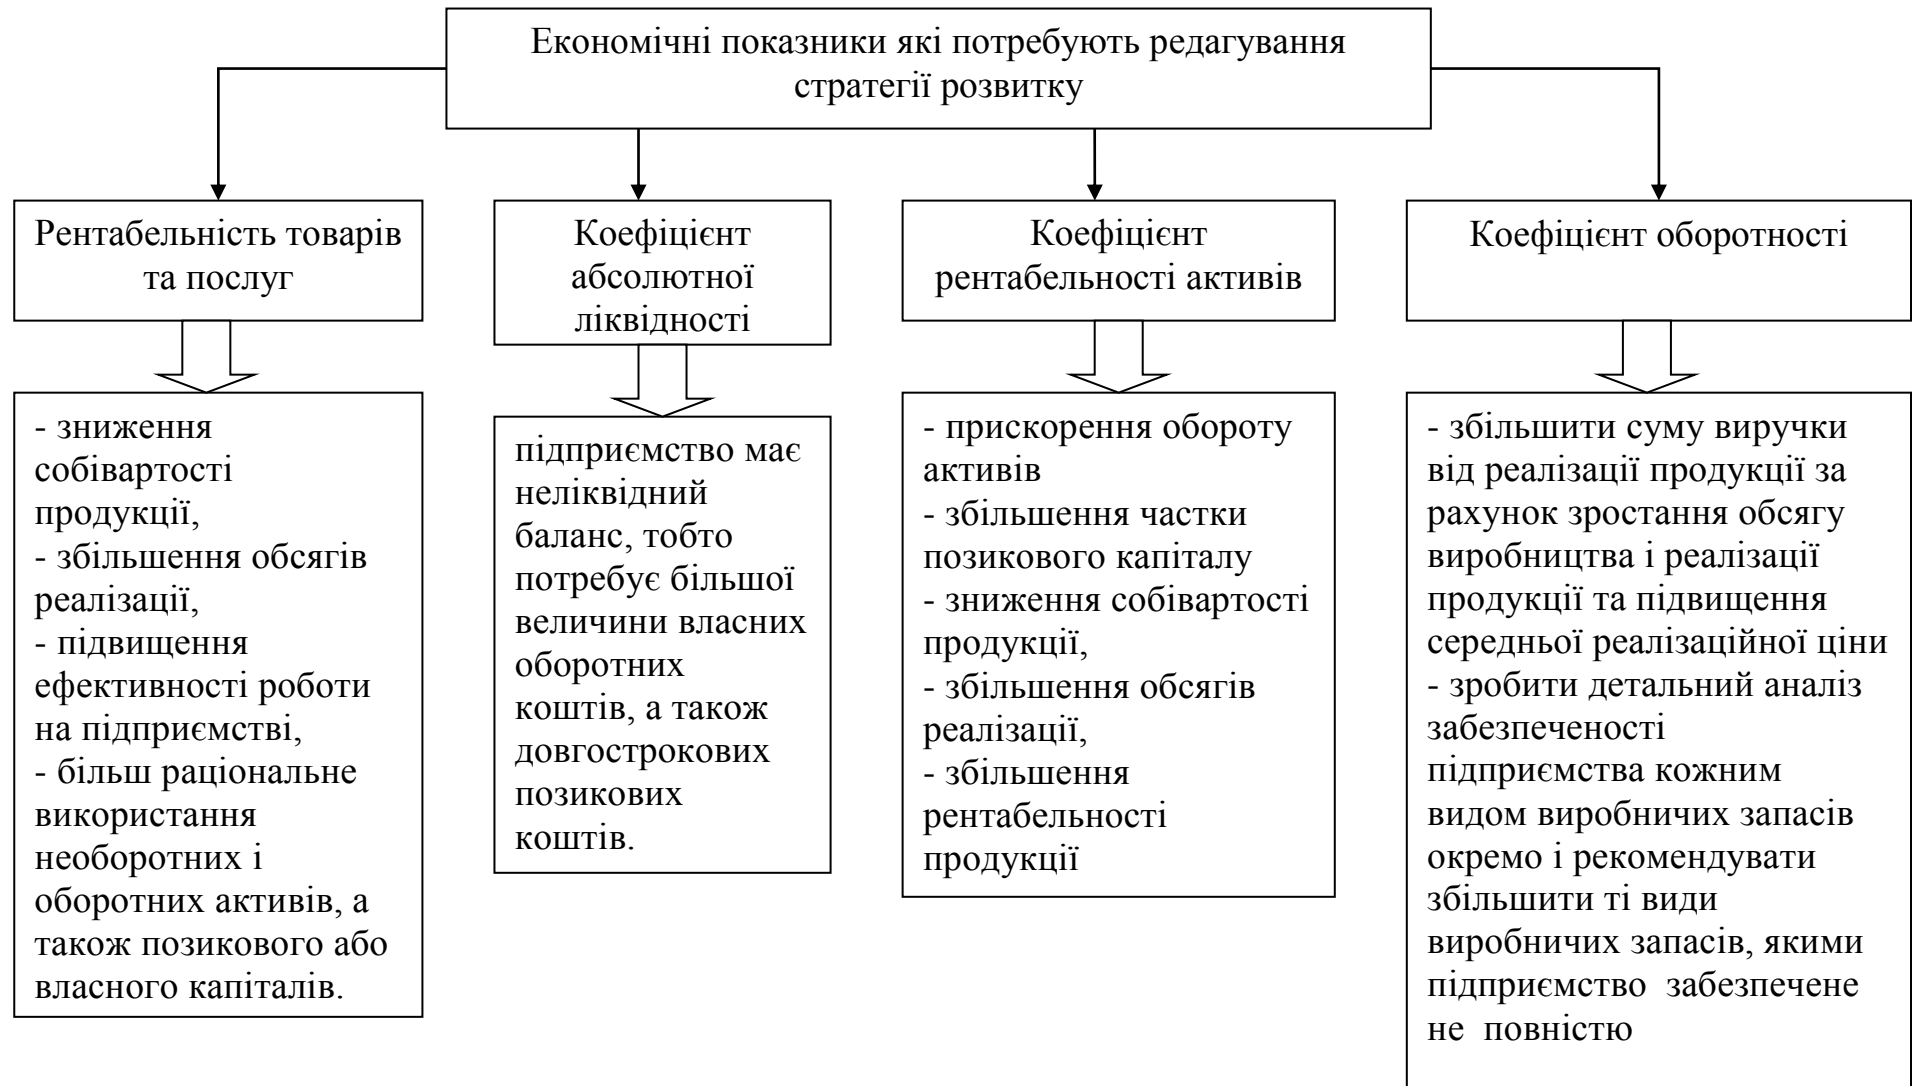 Економічні показники які потребують редагування
стратегії розвитку
Рентабельність товарів
та послуг
Коефіцієнт
абсолютної
ліквідності
Коефіцієнт
рентабельності активів
Коефіцієнт оборотності
- зниження
собівартості
продукції,
- збільшення обсягів
реалізації,
- підвищення
ефективності роботи
на підприємстві,
- більш раціональне
використання
необоротних і
оборотних активів, а
також позикового або
власного капіталів.
підприємство має
неліквідний
баланс, тобто
потребує більшої
величини власних
оборотних
коштів, а також
довгострокових
позикових
коштів.
- прискорення обороту
активів
- збільшення частки
позикового капіталу
- зниження собівартості
продукції,
- збільшення обсягів
реалізації,
- збільшення
рентабельності
продукції
- збільшити суму виручки
від реалізації продукції за
рахунок зростання обсягу
виробництва і реалізації
продукції та підвищення
середньої реалізаційної ціни
- зробити детальний аналіз
забезпеченості
підприємства кожним
видом виробничих запасів
окремо і рекомендувати
збільшити ті види
виробничих запасів, якими
підприємство забезпечене
не повністю